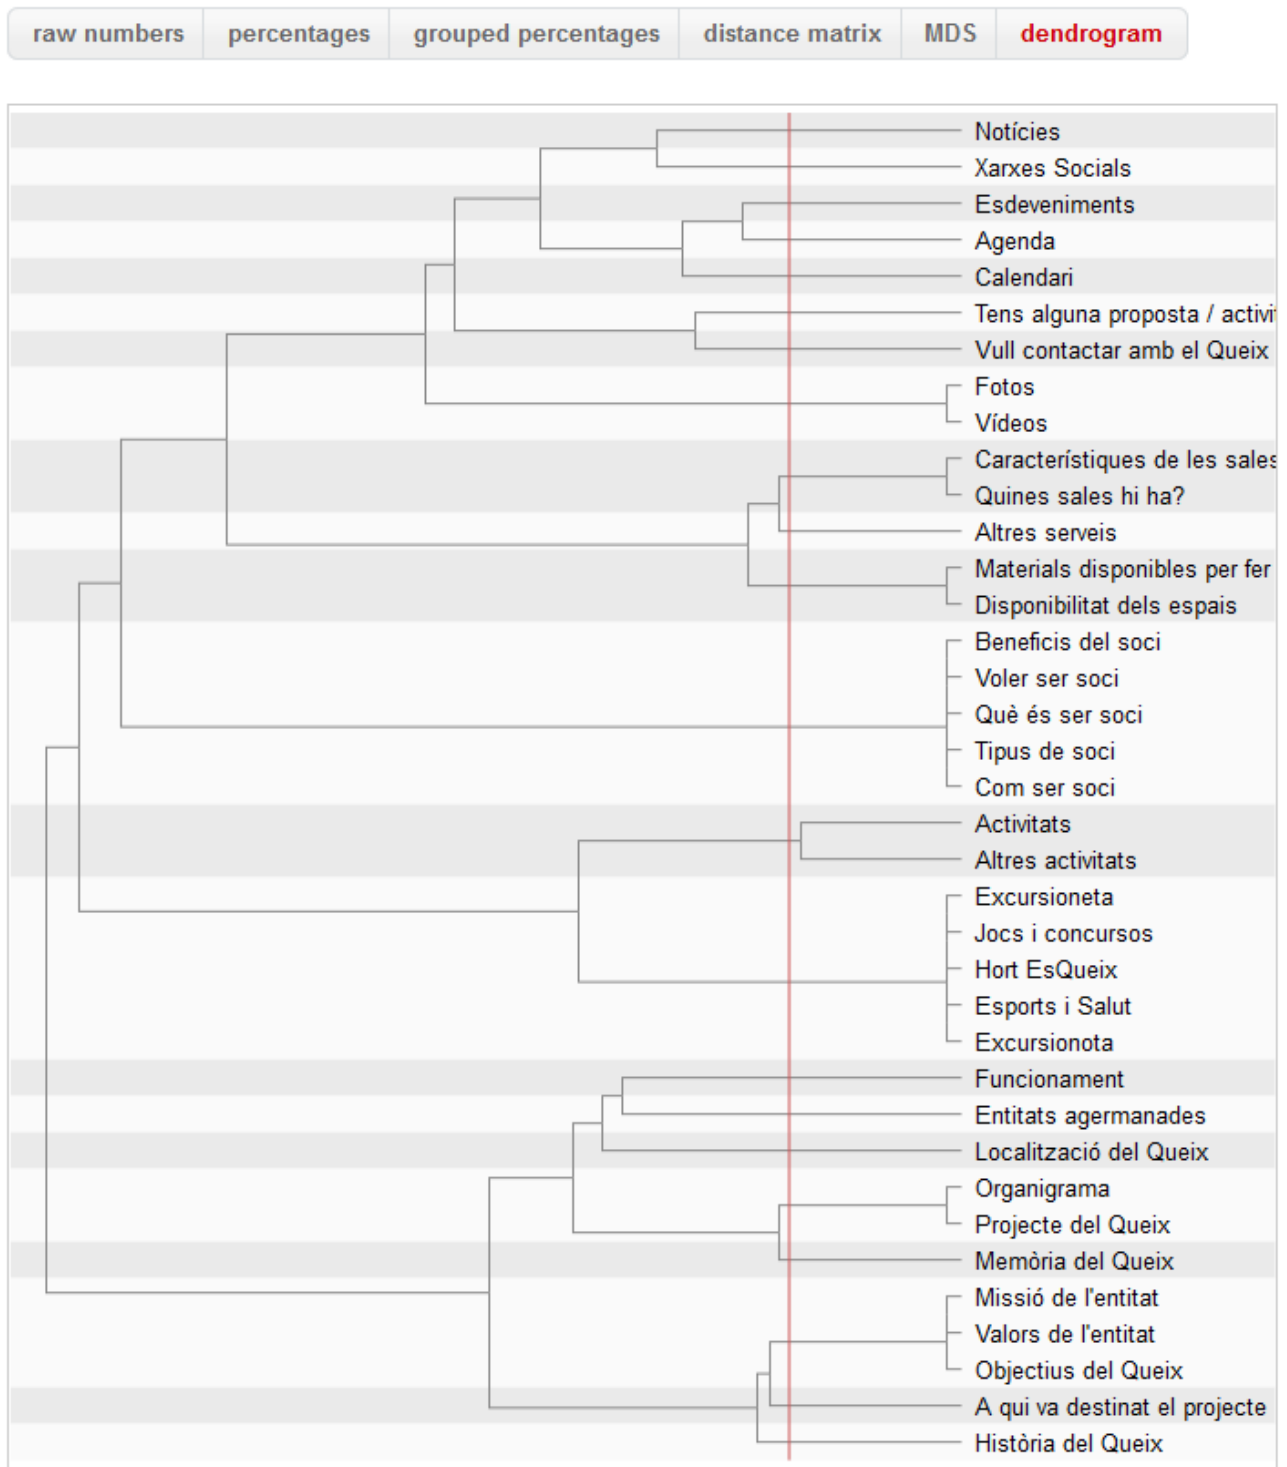 raw numbers percentages grouped percentages distance matrix MDS dendrogram
Notícies
Xarxes Socials
Esdeveniments
Agenda
Calendari
Tens alguna proposta / activi
Vull contactar amb el Queix
Fotos
Vídeos
Característiques de les sales
Quines sales hi ha?
Altres serveis
Materials disponibles per fer
Disponibilitat dels espais
Beneficis del soci
Voler ser soci
Què és ser soci
Tipus de soci
Com ser soci
Activitats
Altres activitats
Excursioneta
Jocs i concursos
Hort EsQueix
Esports i Salut
Excursionota
Funcionament
Entitats agermanades
Localització del Queix
Organigrama
Projecte del Queix
Memòria del Queix
Missió de l'entitat
Valors de l'entitat
Objectius del Queix
A qui va destinat el projecte
Història del Queix